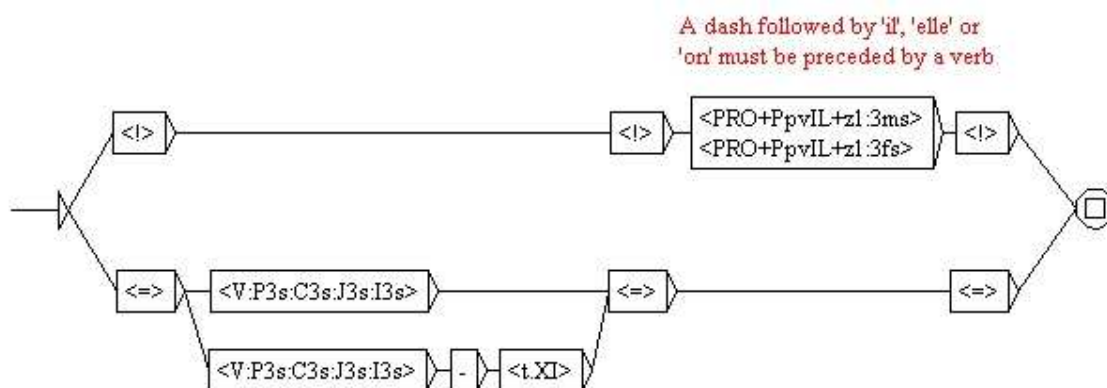 A dash followed by 'il', 'elle' or
'on' must be preceded by a verb
<!>
<!>
<PRO+PpvIL+z1:3ms>
<PRO+PpvIL+z1:3fs>
<!>
<=>
<V:P3s:C3s:J3s:I3s>
<=>
<=>
<V:P3s:C3s:J3s:I3s>
-
<t.XI>